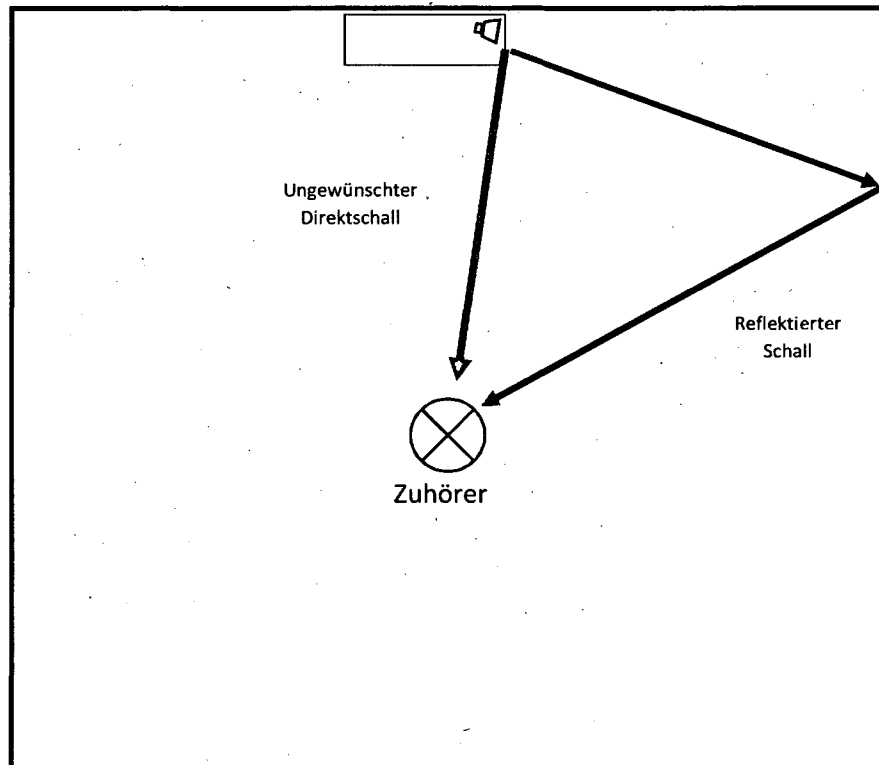 Ungewünschter
Direktschall
Reflektierter
Schall
Zuhörer